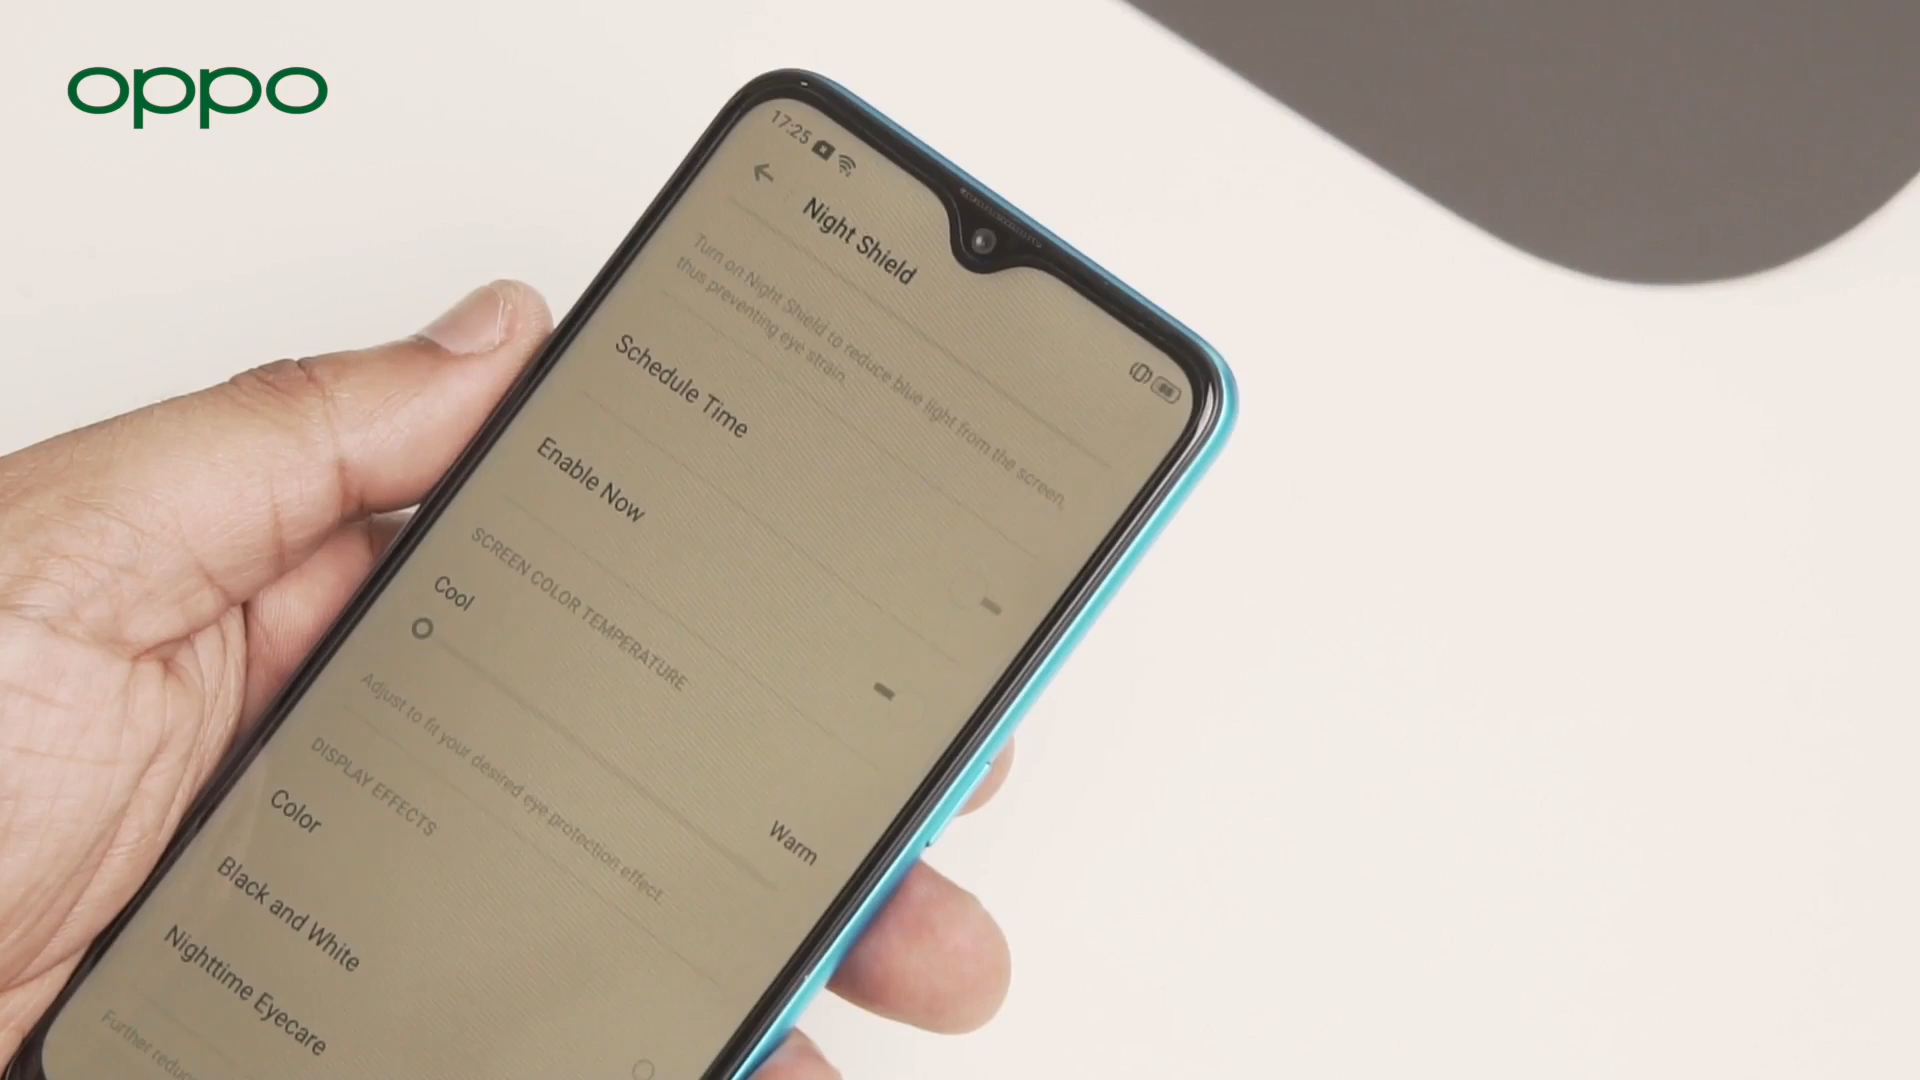 oppo
17:25
Night Shield
Turn on Night Shield to reduce blue light from the screen,
thus preventing eye strain.
Schedule Time
Enable Now
SCREEN COLOR TEMPERATURE
Cool
Warm
Adjust to fit your desired eye protection effect.
DISPLAY EFFECTS
Color
Black and White
Nighttime Eyecare
Further